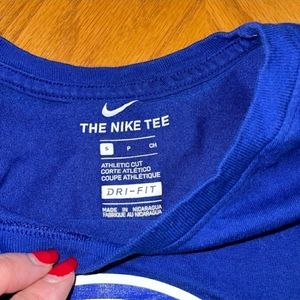 THE NIKE TEE
S P CH
ATHLETIC CUT
CORTE ATLÉTICO
COUPE ATHLÉTIQUE
DRI-FIT
MADE IN NICARAGUA
FABRIQUÉ AU NICARAGUA